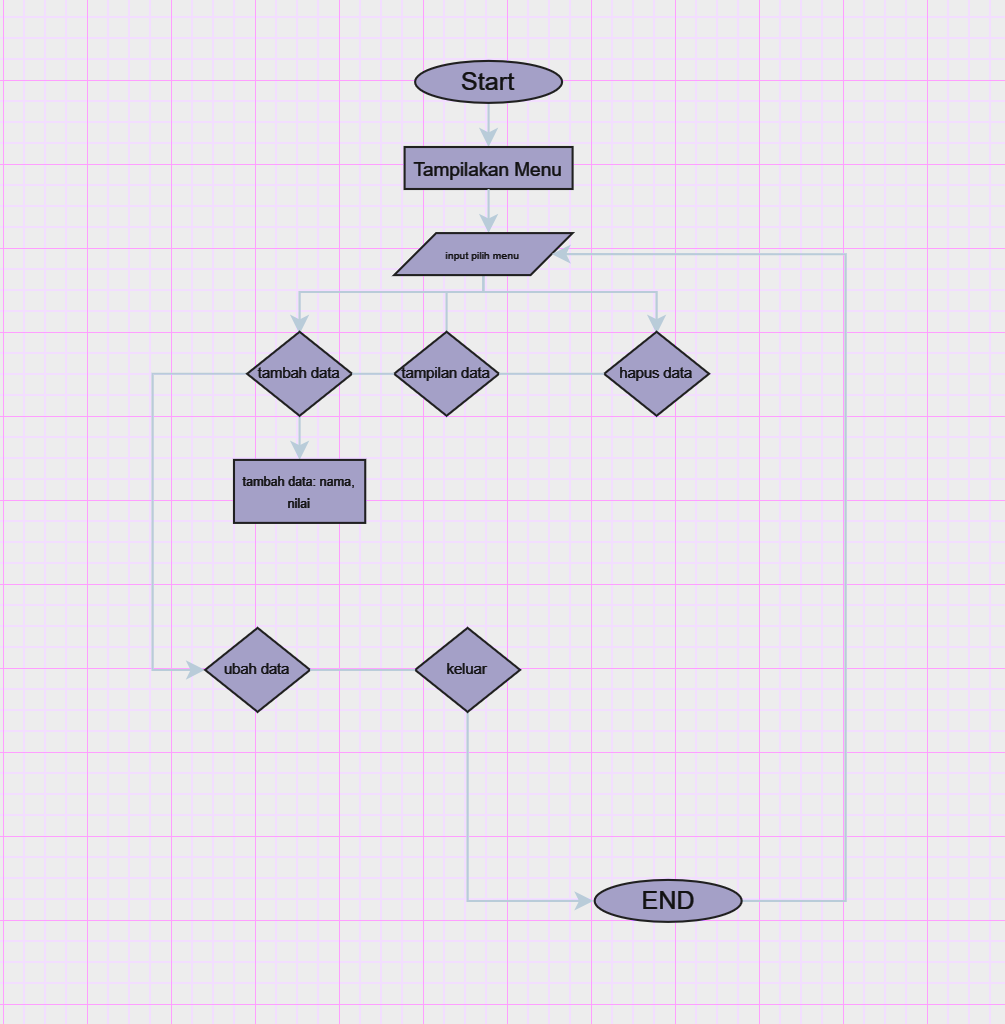 Start
Tampilakan Menu
input pilih menu
tambah data
tampilan data
hapus data
tambah data: nama,
nilai
ubah data
keluar
END